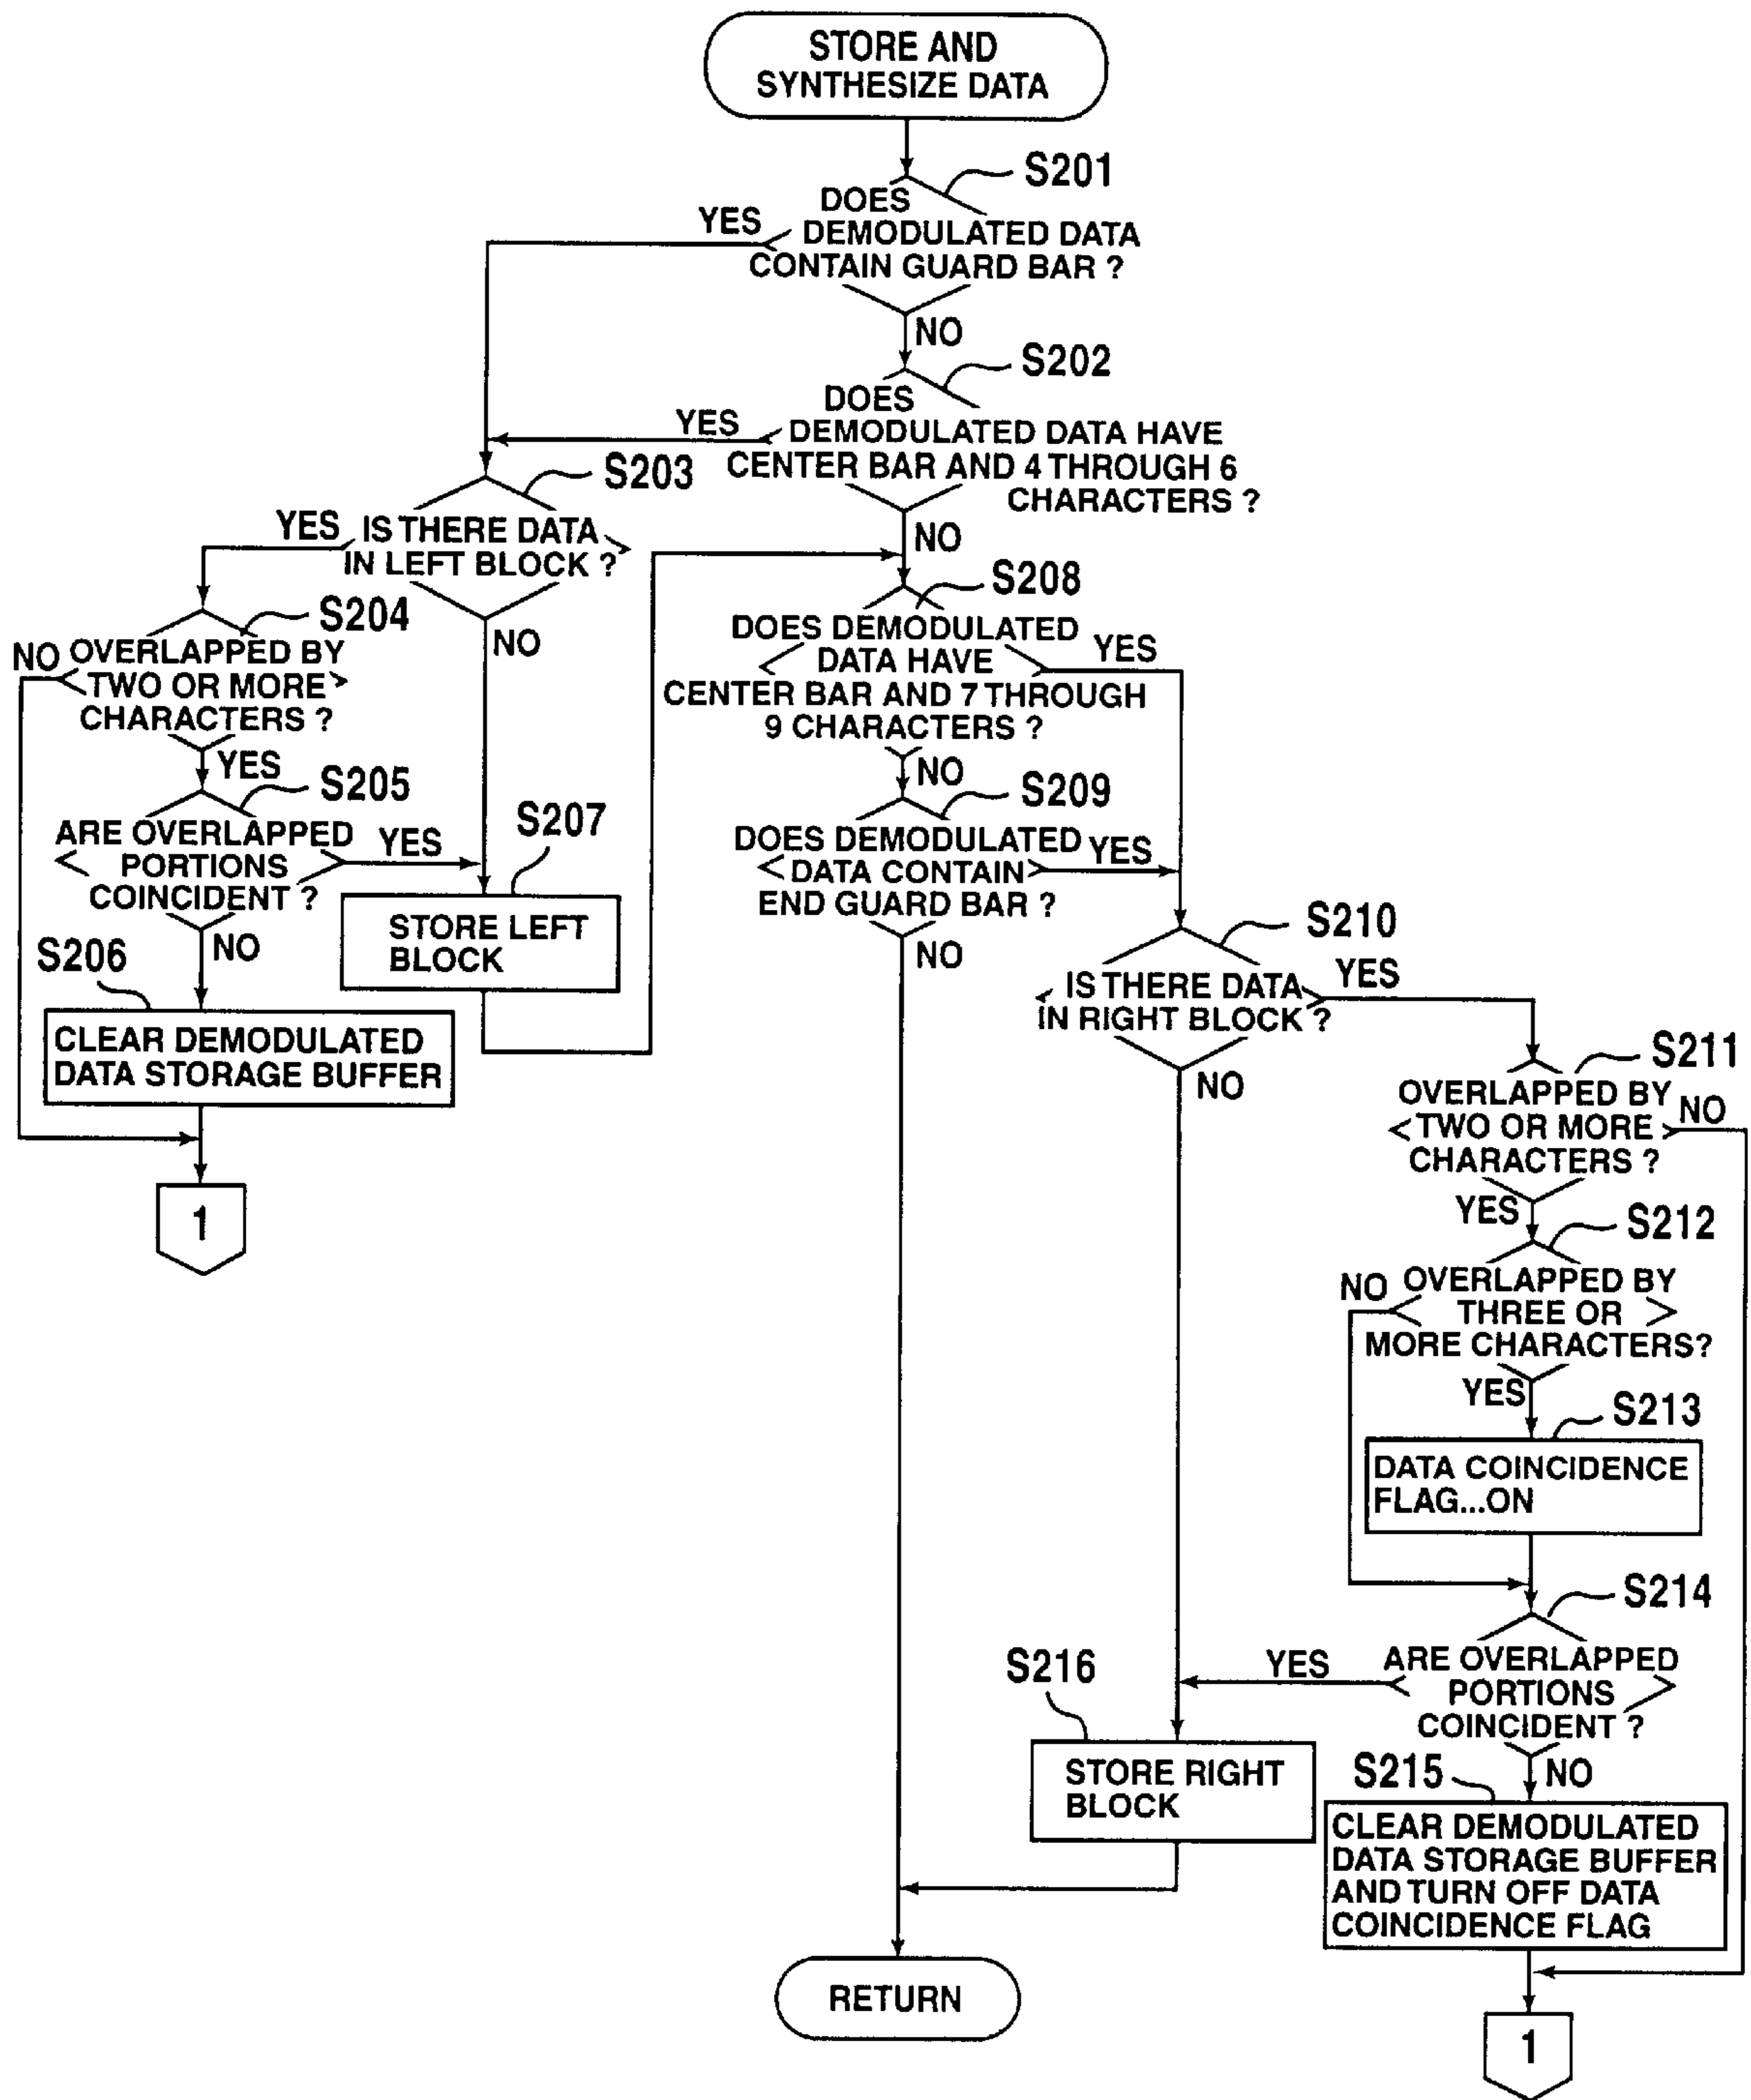 STORE AND
SYNTHESIZE DATA
S201
DOES
DEMODULATED DATA
CONTAIN GUARD BAR ?
YES
NO
S202
DOES
DEMODULATED DATA HAVE
CENTER BAR AND 4 THROUGH 6
CHARACTERS ?
YES
NO
S203
IS THERE DATA
IN LEFT BLOCK ?
YES
NO
S204
OVERLAPPED BY
TWO OR MORE
CHARACTERS ?
NO
YES
S205
ARE OVERLAPPED
PORTIONS
COINCIDENT ?
YES
NO
S206
CLEAR DEMODULATED
DATA STORAGE BUFFER
1
S207
STORE LEFT
BLOCK
S208
DOES DEMODULATED
DATA HAVE
CENTER BAR AND 7 THROUGH
9 CHARACTERS ?
YES
NO
S209
DOES DEMODULATED
DATA CONTAIN
END GUARD BAR ?
YES
NO
S210
IS THERE DATA
IN RIGHT BLOCK ?
YES
NO
S211
OVERLAPPED BY
TWO OR MORE
CHARACTERS ?
NO
YES
S212
OVERLAPPED BY
THREE OR
MORE CHARACTERS?
NO
YES
S213
DATA COINCIDENCE
FLAG...ON
S214
ARE OVERLAPPED
PORTIONS
COINCIDENT ?
YES
NO
S215
CLEAR DEMODULATED
DATA STORAGE BUFFER
AND TURN OFF DATA
COINCIDENCE FLAG
S216
STORE RIGHT
BLOCK
RETURN
1